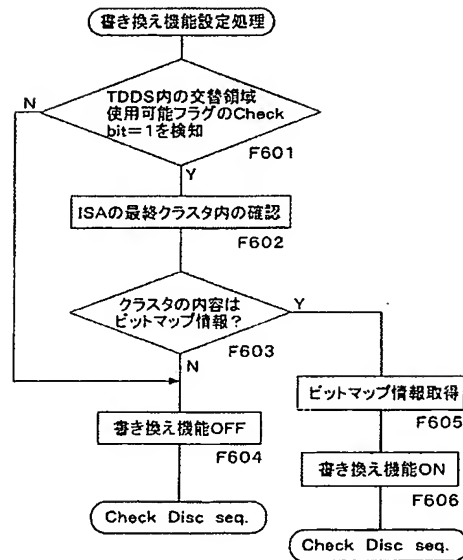 書き換え機能設定処理
TDDS内の交替領域
使用可能フラグのCheck
bit=1を検知
N
F601
Y
ISAの最終クラスタ内の確認
F602
クラスタの内容は
ビットマップ情報?
Y
F603
N
書き換え機能OFF
F604
Check Disc seq.
ビットマップ情報取得
F605
書き換え機能ON
F606
Check Disc seq.